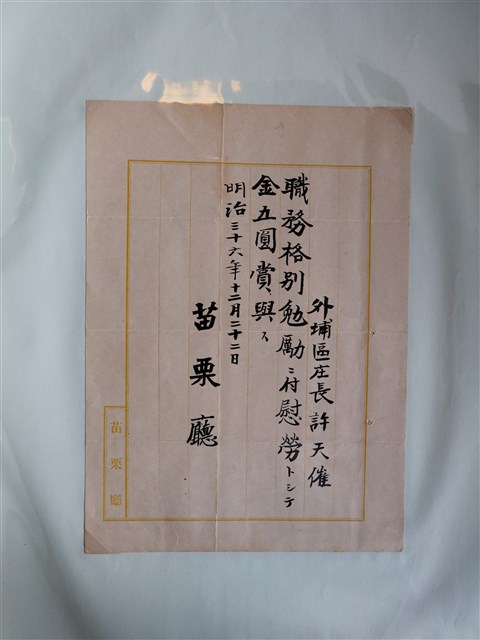 外埔區庄長 許天催
職務格別勉勵ニ付慰勞トシテ
金五圓賞與ス
明治三十六年十二月二十二日
苗栗廳
苗栗廳